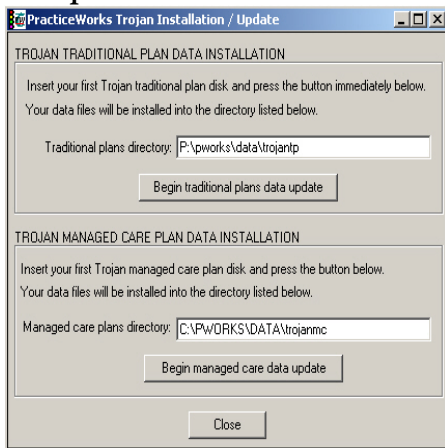 PracticeWorks Trojan Installation / Update
TROJAN TRADITIONAL PLAN DATA INSTALLATION
Insert your first Trojan traditional plan disk and press the button immediately below.
Your data files will be installed into the directory listed below.
Traditional plans directory: P:\pworks\data\trojantp
Begin traditional plans data update
TROJAN MANAGED CARE PLAN DATA INSTALLATION
Insert your first Trojan managed care plan disk and press the button below.
Your data files will be installed into the directory listed below.
Managed care plans directory: C:\PWORKS\DATA\trojanmc
Begin managed care data update
Close